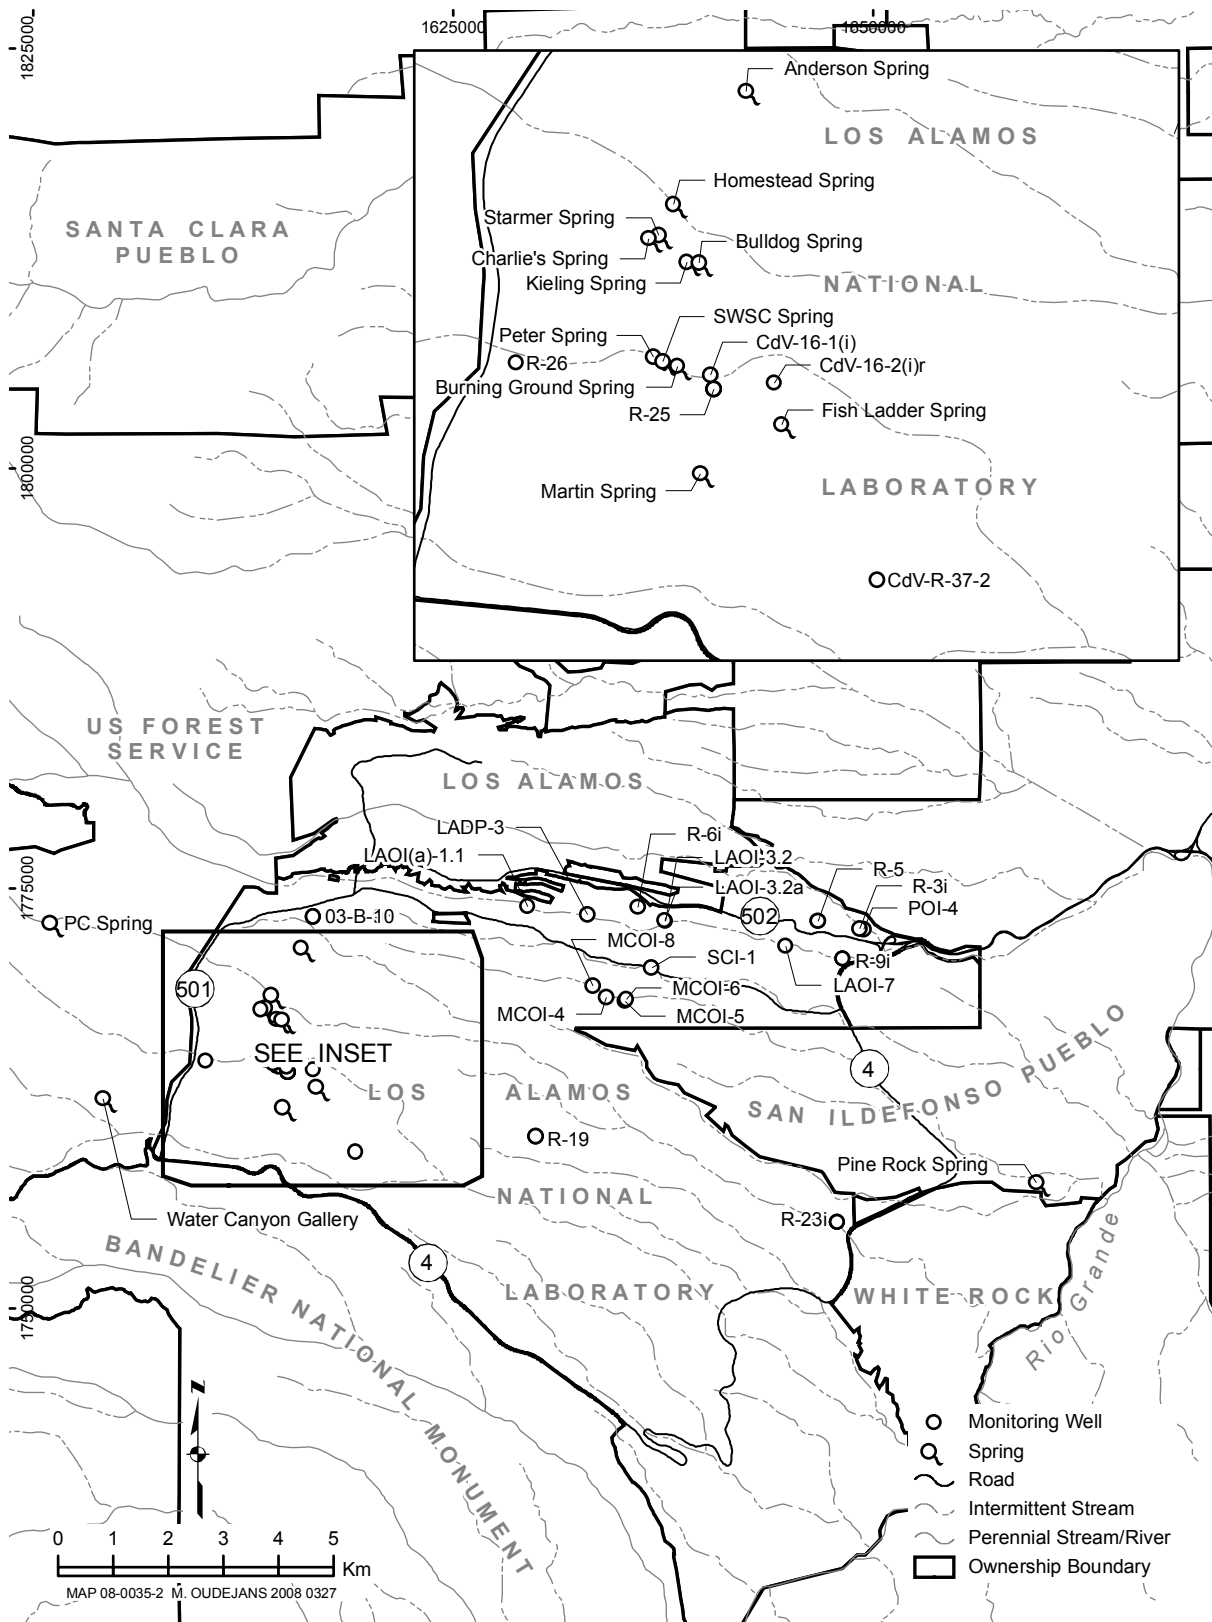 1625000
1650000
1825000
Anderson Spring
LOS ALAMOS
Homestead Spring
SANTA CLARA
PUEBLO
Starmer Spring
Bulldog Spring
Charlie's Spring
Kieling Spring
NATIONAL
SWSC Spring
Peter Spring
CdV-16-1(i)
R-26
CdV-16-2(i)r
Burning Ground Spring
R-25
Fish Ladder Spring
1800000
Martin Spring
LABORATORY
CdV-R-37-2
US FOREST
SERVICE
LOS ALAMOS
LADP-3
R-6i
LAOI(a)-1.1
LAOI-3.2
R-5
LAOI-3.2a
R-3i
1775000
POI-4
PC Spring
03-B-10
502
MCOI-8
SCI-1
R-9i
501
MCOI-6
LAOI-7
MCOI-4
MCOI-5
SEE INSET
4
LOS
ALAMOS
SAN ILDEFONSO PUEBLO
R-19
Pine Rock Spring
NATIONAL
Water Canyon Gallery
R-23i
BANDELIER NATIONAL MONUMENT
4
LABORATORY
WHITE ROCK
Rio Grande
1750000
N
Monitoring Well
Spring
Road
Intermittent Stream
Perennial Stream/River
Ownership Boundary
0 1 2 3 4 5
Km
MAP 08-0035-2 M. OUDEJANS 2008 0327